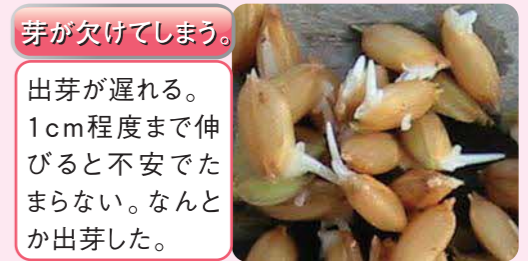 芽が欠けてしまう。
出芽が遅れる。
1cm程度まで伸
びると不安でた
まらない。なんと
か出芽した。